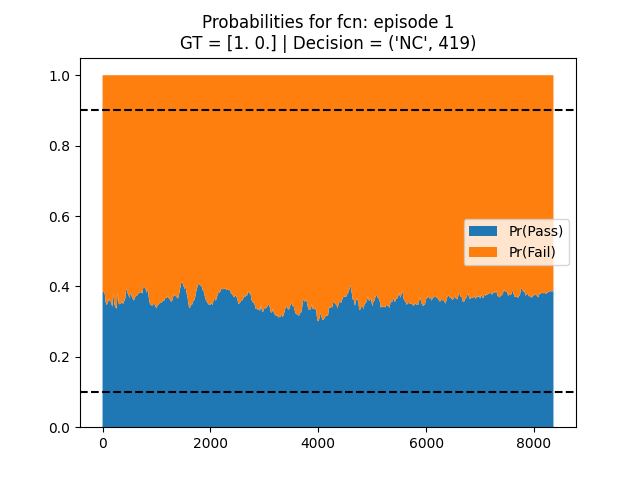 Probabilities for fcn: episode 1
GT = [1. 0.] | Decision = ('NC', 419)
1.0
0.8
0.6
0.4
0.2
0.0
Pr(Pass)
Pr(Fail)
0
2000
4000
6000
8000